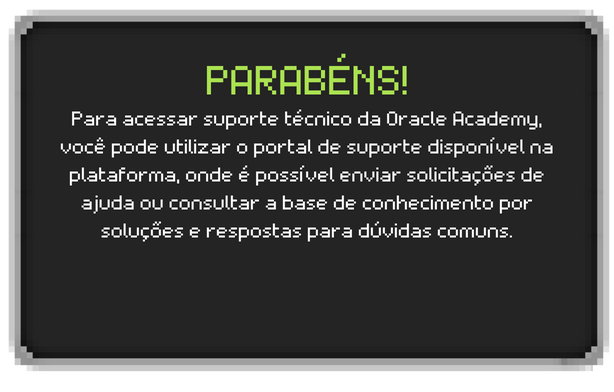 PARABÉNS!
Para acessar suporte técnico da Oracle Academy,
você pode utilizar o portal de suporte disponível na
plataforma, onde é possível enviar solicitações de
ajuda ou consultar a base de conhecimento por
soluções e respostas para dúvidas comuns.